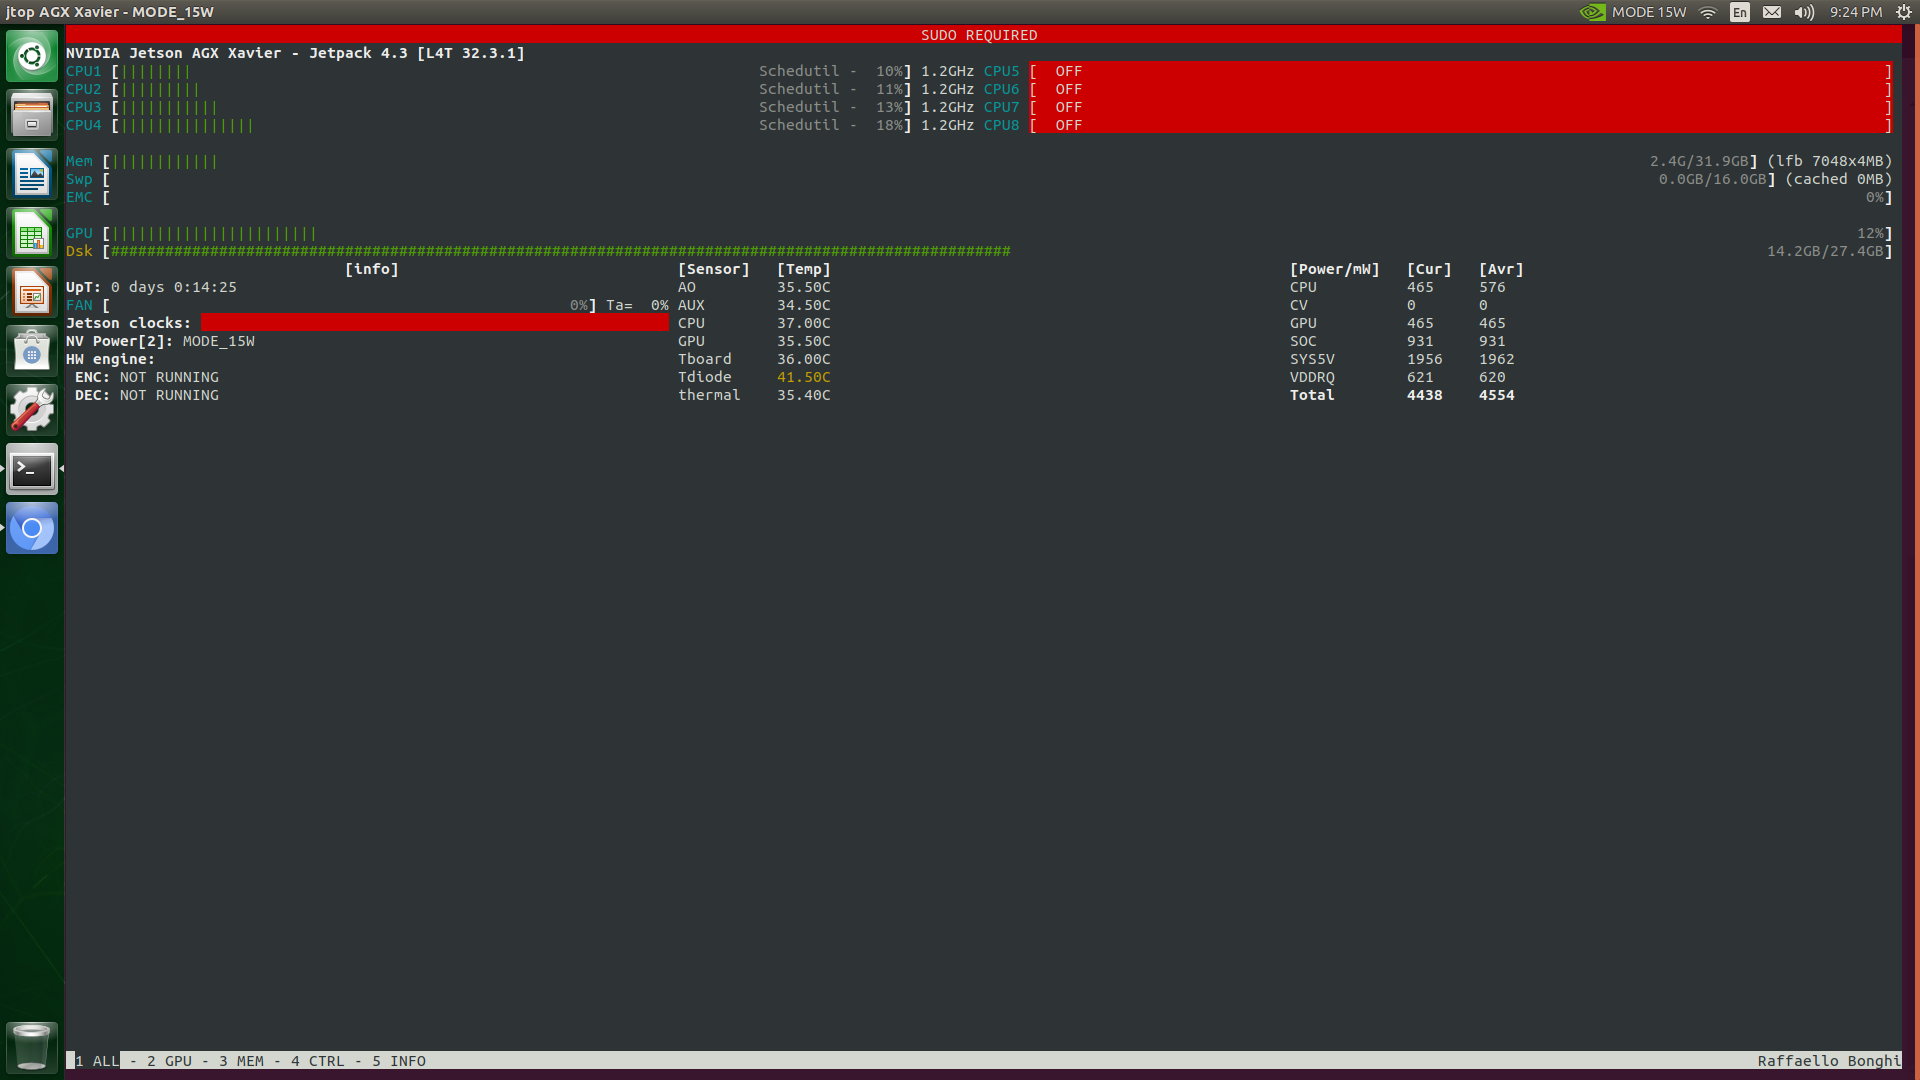 jtop AGX Xavier - MODE_15W MODE 15W En 9:24 PM
SUDO REQUIRED
NVIDIA Jetson AGX Xavier - Jetpack 4.3 [L4T 32.3.1]
CPU1 [|||||||| Schedutil - 10%] 1.2GHz CPU5 [ OFF ]
CPU2 [||||||||| Schedutil - 11%] 1.2GHz CPU6 [ OFF ]
CPU3 [||||||||||| Schedutil - 13%] 1.2GHz CPU7 [ OFF ]
CPU4 [||||||||||||||| Schedutil - 18%] 1.2GHz CPU8 [ OFF ]
Mem [|||||||||||| 2.4G/31.9GB] (lfb 7048x4MB)
Swp [ 0.0GB/16.0GB] (cached 0MB)
EMC [ 0%]
GPU [||||||||||||||||||||||| 12%]
Dsk [#################################################################################################### 14.2GB/27.4GB]
[info] [Sensor] [Temp] [Power/mW] [Cur] [Avr]
UpT: 0 days 0:14:25 AO 35.50C CPU 465 576
FAN [ 0%] Ta= 0% AUX 34.50C CV 0 0
Jetson clocks: CPU 37.00C GPU 465 465
NV Power[2]: MODE_15W GPU 35.50C SOC 931 931
HW engine: Tboard 36.00C SYS5V 1956 1962
ENC: NOT RUNNING Tdiode 41.50C VDDRQ 621 620
DEC: NOT RUNNING thermal 35.40C Total 4438 4554
1 ALL - 2 GPU - 3 MEM - 4 CTRL - 5 INFO Raffaello Bonghi